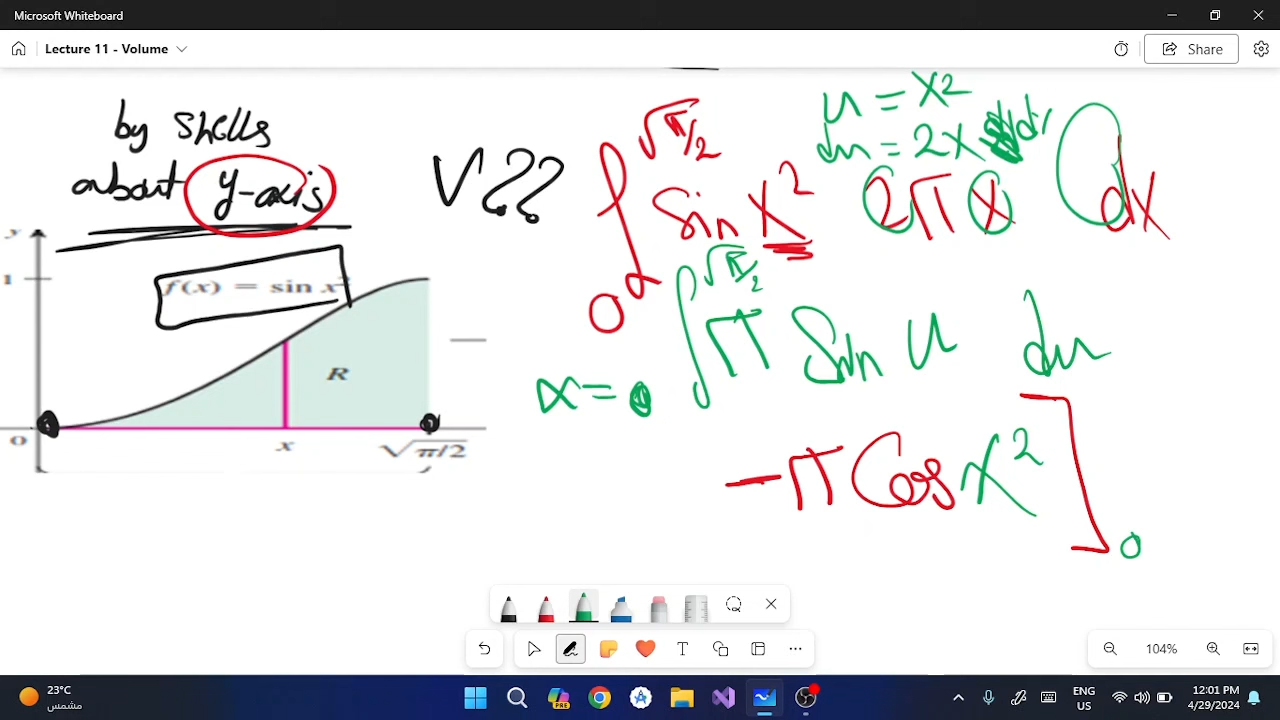 Microsoft Whiteboard
Lecture 11 - Volume
Share
by shells
about y-axis
V ??
∫ √π/2 0 sin x² 2π x dx
u = x²
du = 2x dx
y
1
f(x) = sin x²
R
0
x
√π/2
x = 0 ∫ √π/2 π sin u du
-π cos x² ] 0
T
104%
23°C
مشمس
PRE
ENG
US
12:01 PM
4/29/2024